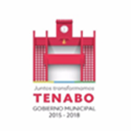 Juntos transformamos
TENABO
GOBIERNO MUNICIPAL
2015 - 2018